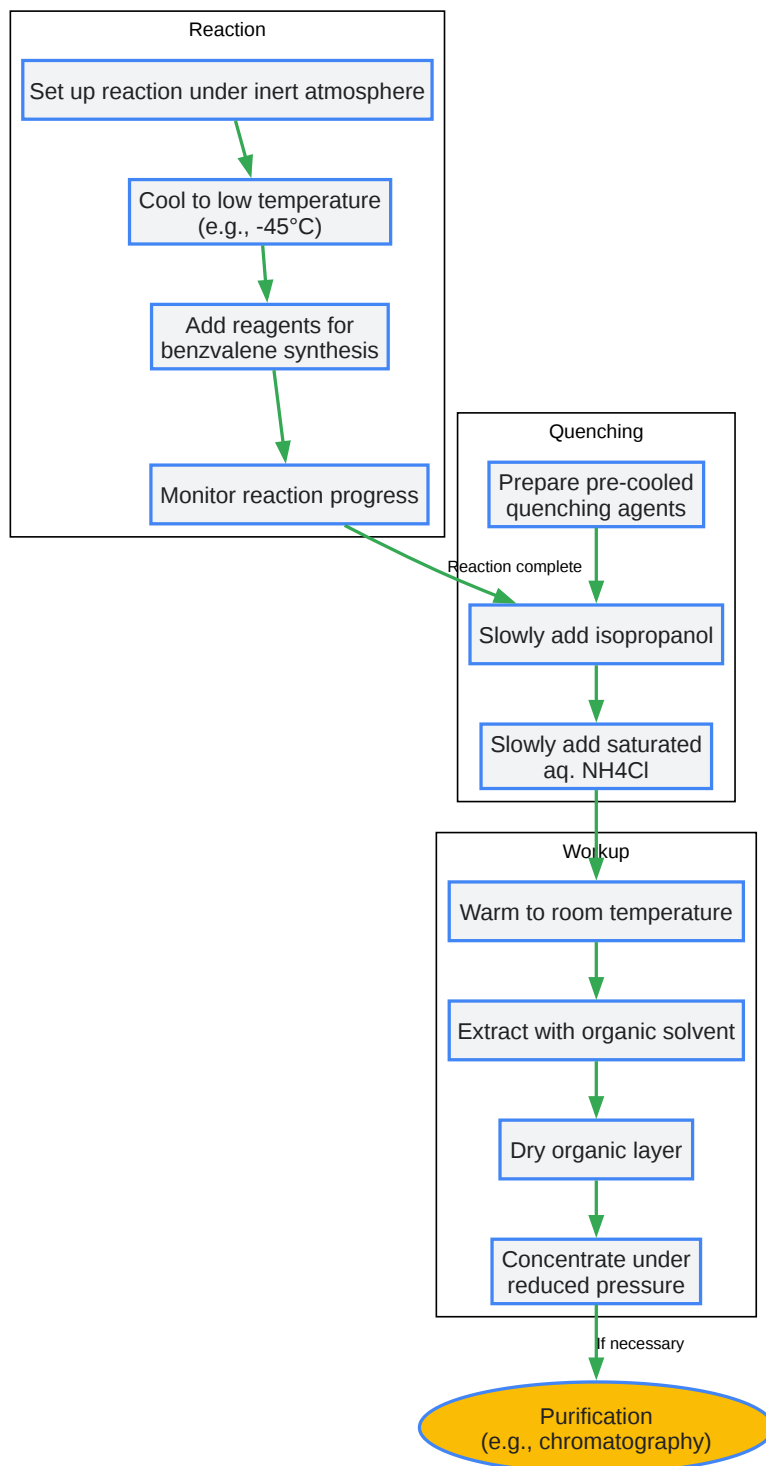 Reaction
Set up reaction under inert atmosphere
Cool to low temperature
(e.g., -45°C)
Add reagents for
benzvalene synthesis
Monitor reaction progress
Quenching
Prepare pre-cooled
quenching agents
Reaction complete
Slowly add isopropanol
Slowly add saturated
aq. NH4Cl
Workup
Warm to room temperature
Extract with organic solvent
Dry organic layer
Concentrate under
reduced pressure
If necessary
Purification
(e.g., chromatography)